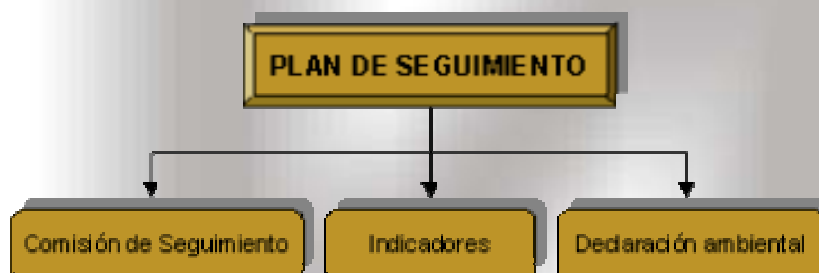 PLAN DE SEGUIMIENTO
Comisión de Seguimiento
Indicadores
Declaración ambiental